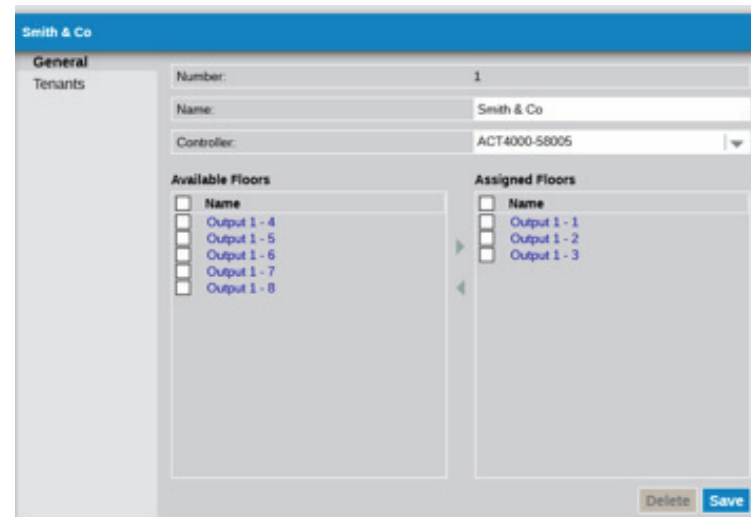 Smith & Co
General
Tenants
Number: 1
Name: Smith & Co
Controller: ACT4000-58005
Available Floors
Name
Output 1 - 4
Output 1 - 5
Output 1 - 6
Output 1 - 7
Output 1 - 8
Assigned Floors
Name
Output 1 - 1
Output 1 - 2
Output 1 - 3
Delete Save